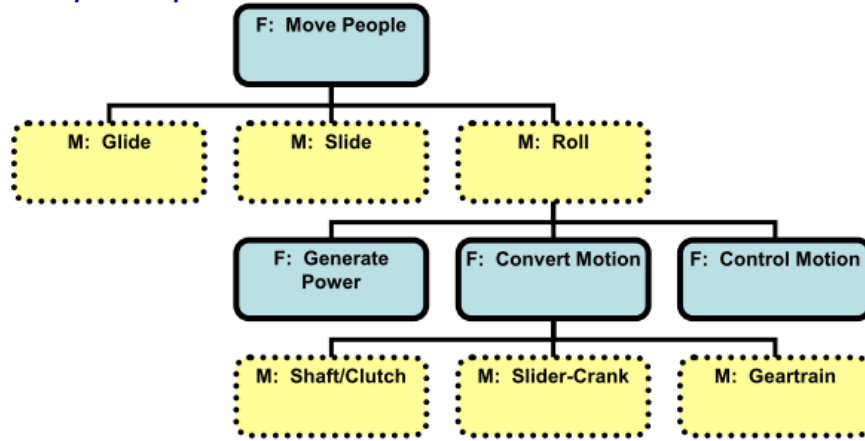 F: Move People
M: Glide
M: Slide
M: Roll
F: Generate
Power
F: Convert Motion
F: Control Motion
M: Shaft/Clutch
M: Slider-Crank
M: Geartrain